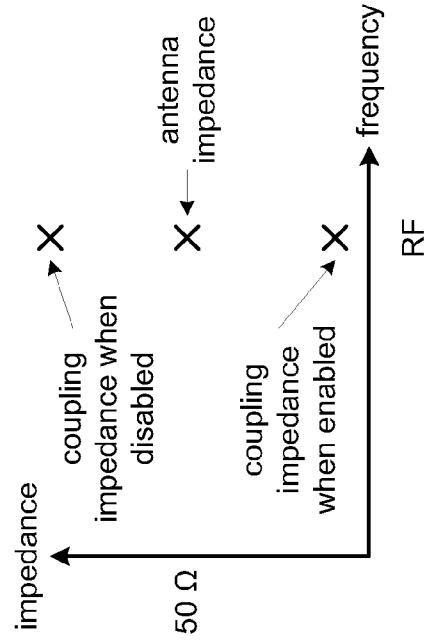 impedance
coupling
impedance when
disabled
50 Ω
antenna
impedance
coupling
impedance
when enabled
frequency
RF